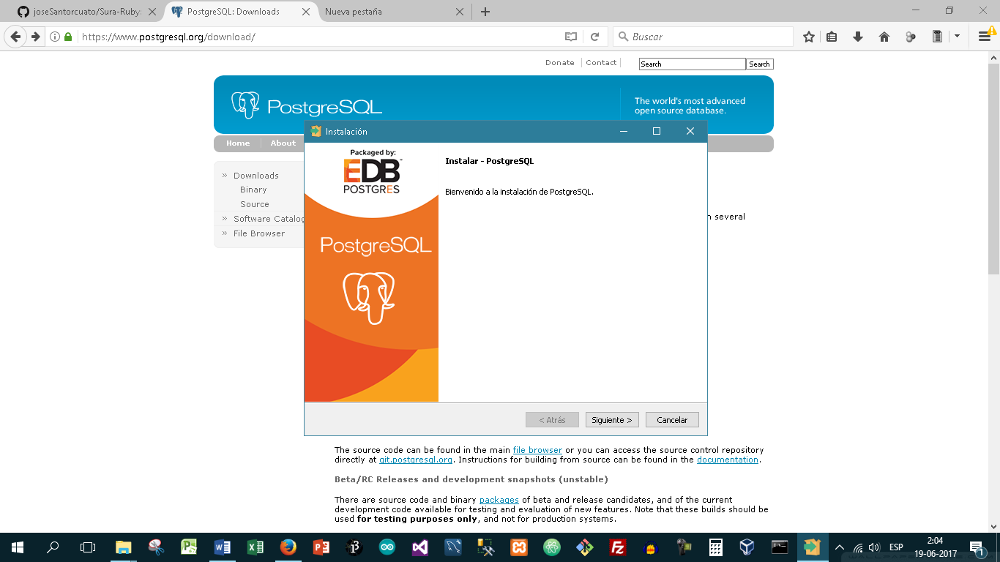 joseSantorcuato/Sura-Ruby:
PostgreSQL: Downloads
Nueva pestaña
https://www.postgresql.org/download/
Buscar
Donate
Contact
Search
Search
PostgreSQL
The world's most advanced
open source database.
Home
About
Downloads
Binary
Source
Software Catalog
File Browser
n several
Instalación
Packaged by:
EDB
POSTGRES
PostgreSQL
Instalar - PostgreSQL
Bienvenido a la instalación de PostgreSQL.
< Atrás
Siguiente >
Cancelar
The source code can be found in the main file browser or you can access the source control repository
directly at git.postgresql.org. Instructions for building from source can be found in the documentation.
Beta/RC Releases and development snapshots (unstable)
There are source code and binary packages of beta and release candidates, and of the current
development code available for testing and evaluation of new features. Note that these builds should be
used for testing purposes only, and not for production systems.
ESP
2:04
19-06-2017
1